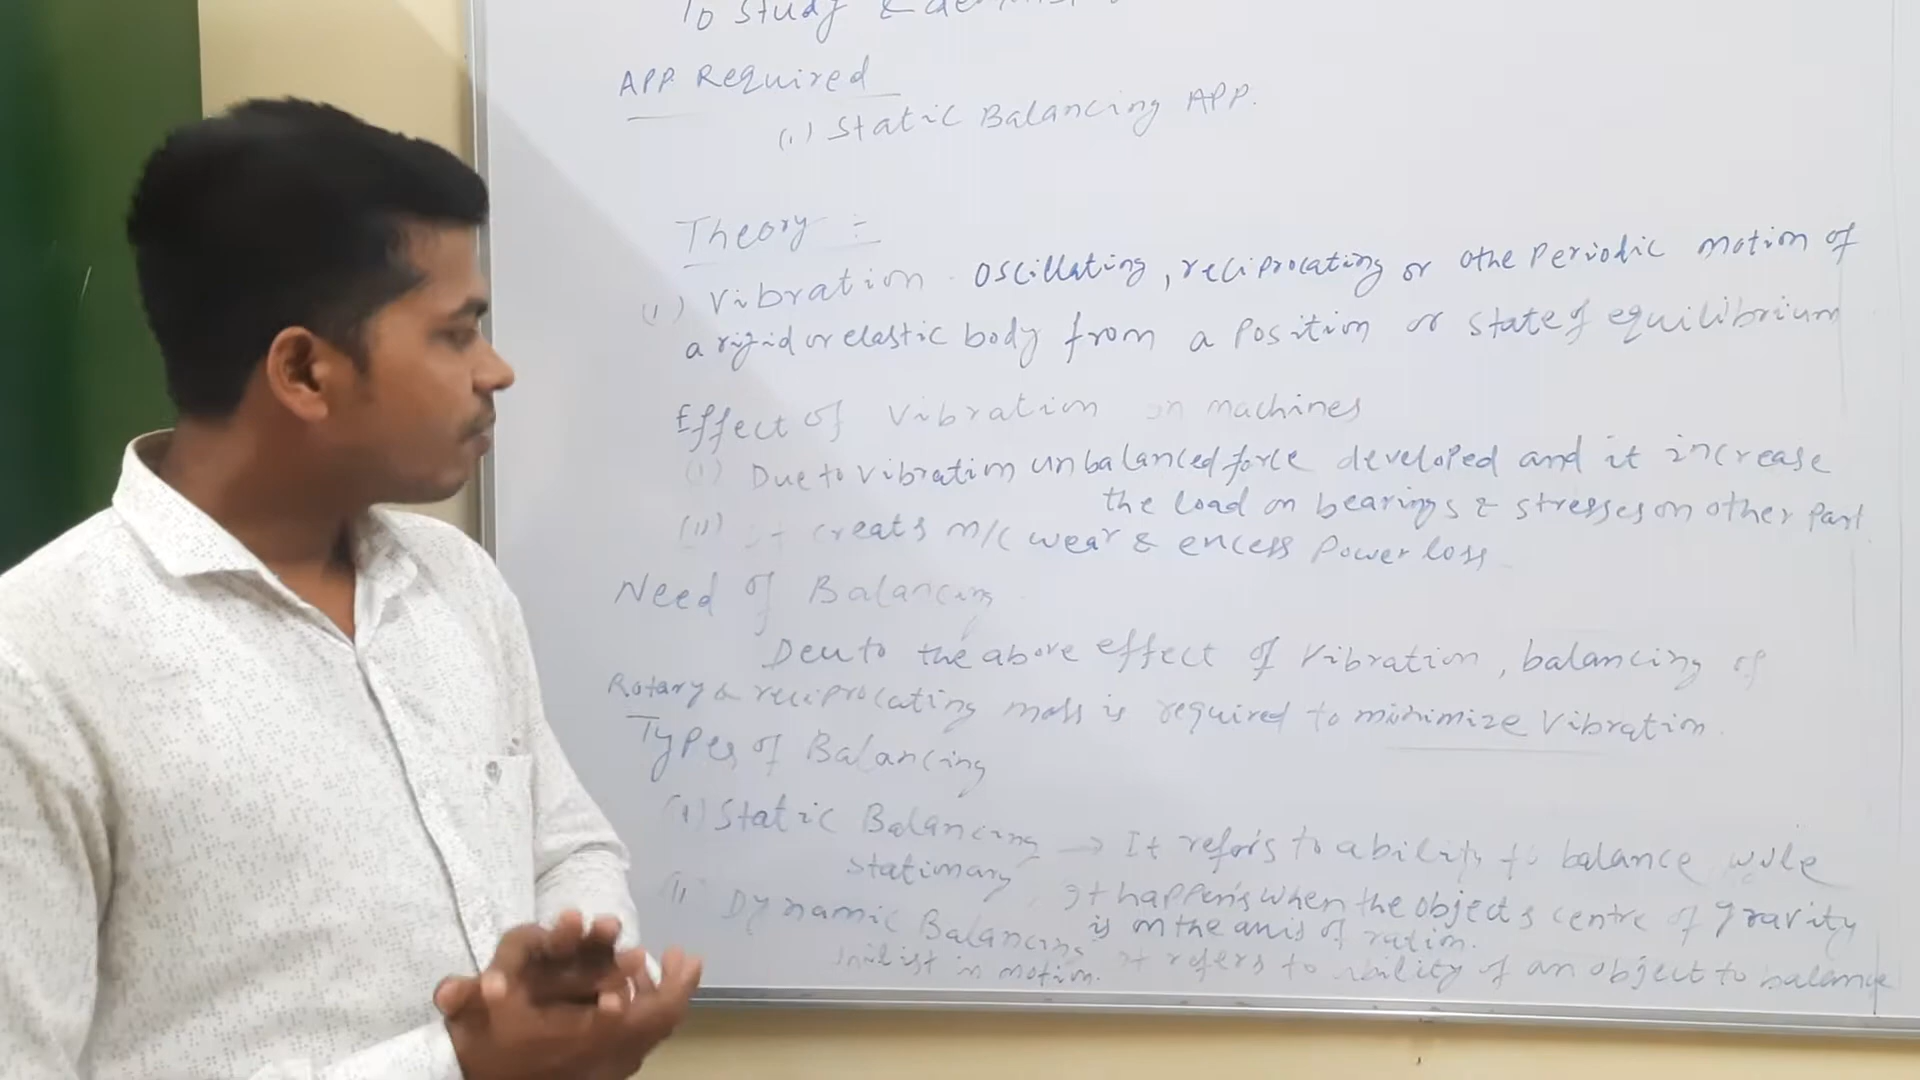 To Study &
APP. Required
(i) Static Balancing APP.
Theory :-
(i) Vibration - Oscillating, reciprocating or othe Periodic motion of
a rigid or elastic body from a Position or state of equilibrium
Effect of Vibration on machines
(i) Due to vibration unbalanced force developed and it increase
the load on bearings & stresses on other part
(ii) It creats m/c wear & encess Power loss
Need of Balancing
Deu to the above effect of Vibration, balancing of
Rotary & reciprocating mass is required to minimize Vibration.
Types of Balancing
(i) Static Balancing → It refers to ability to balance
stationary, It happens when the objects centre of gravity
is on the axis of
(ii) Dynamic Balancing It refers to ability of an object to balance
in motion.